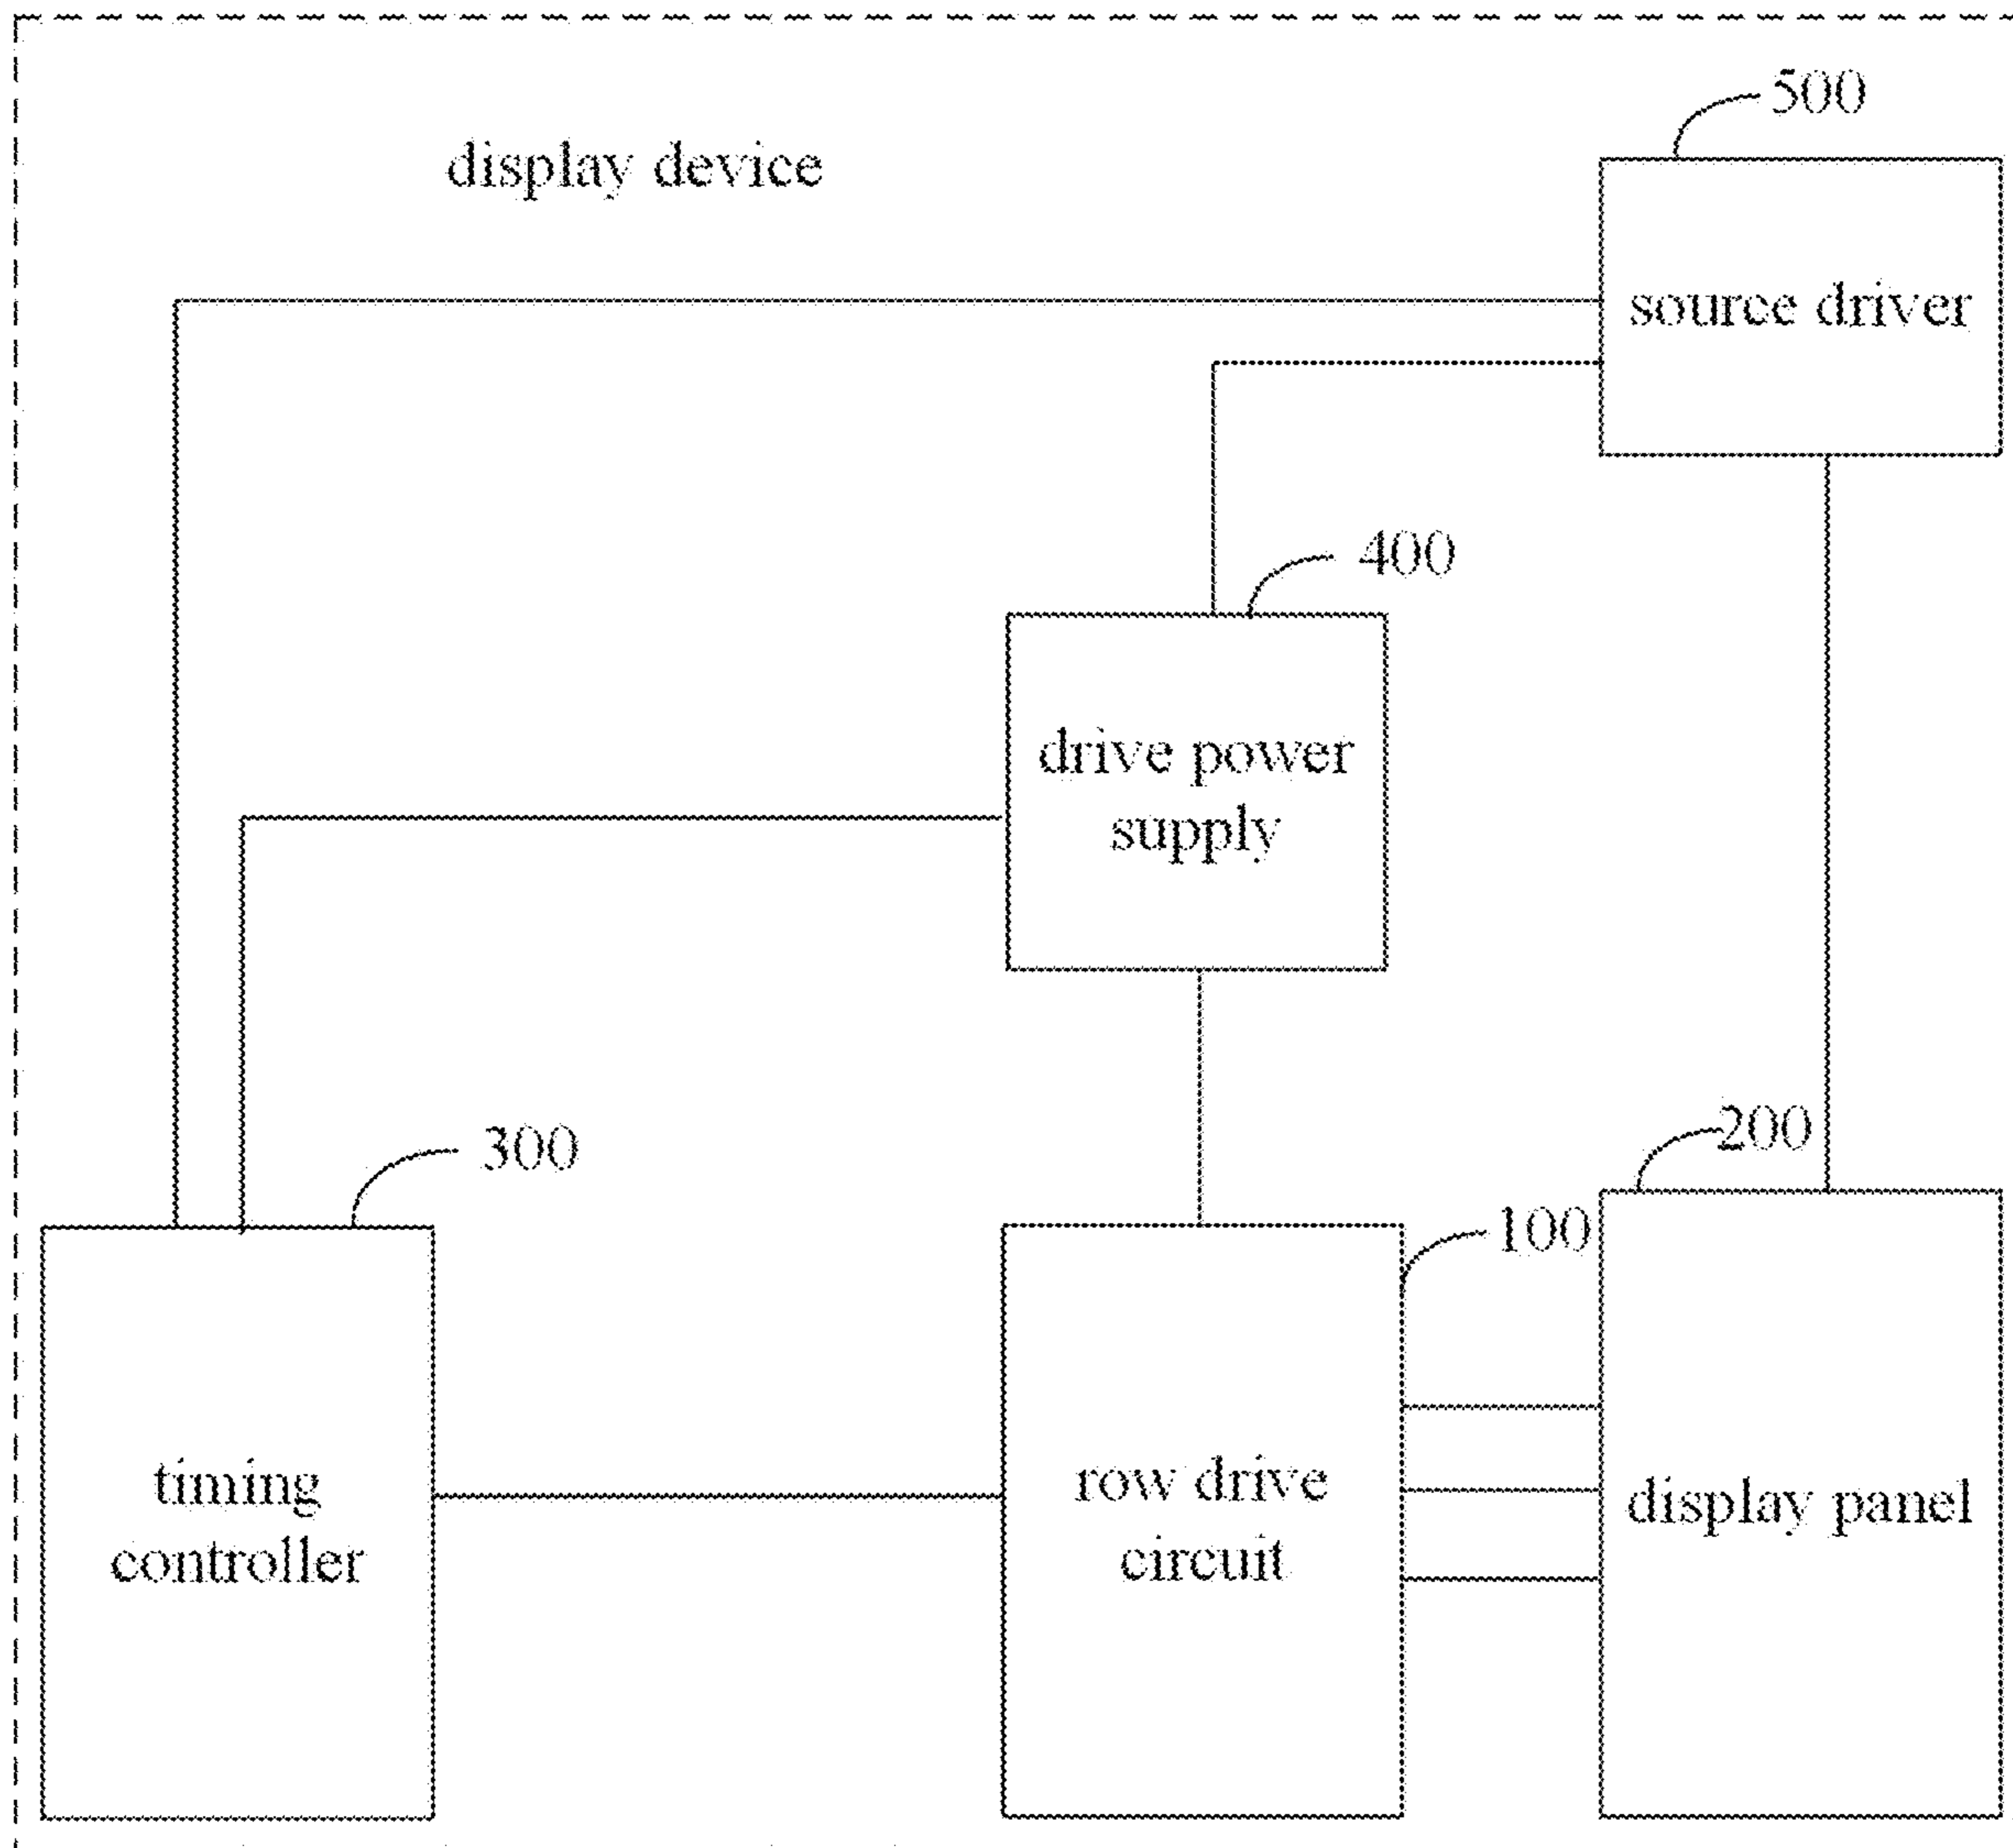 500
display device
source driver
400
drive power
supply
300
200
100
timing
controller
row drive
circuit
display panel